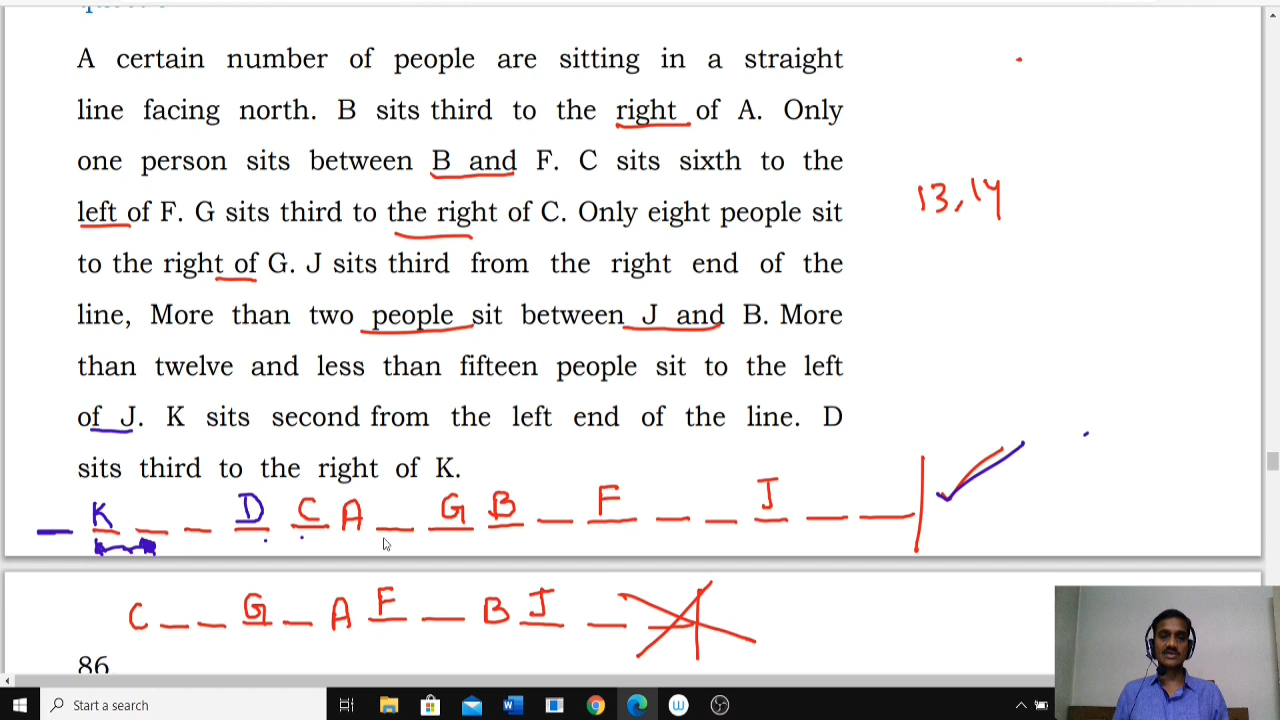 A certain number of people are sitting in a straight
line facing north. B sits third to the right of A. Only
one person sits between B and F. C sits sixth to the
left of F. G sits third to the right of C. Only eight people sit
13, 14
to the right of G. J sits third from the right end of the
line, More than two people sit between J and B. More
than twelve and less than fifteen people sit to the left
of J. K sits second from the left end of the line. D
sits third to the right of K.
K D C A G B F J
C G A F B J
86
Search for a start